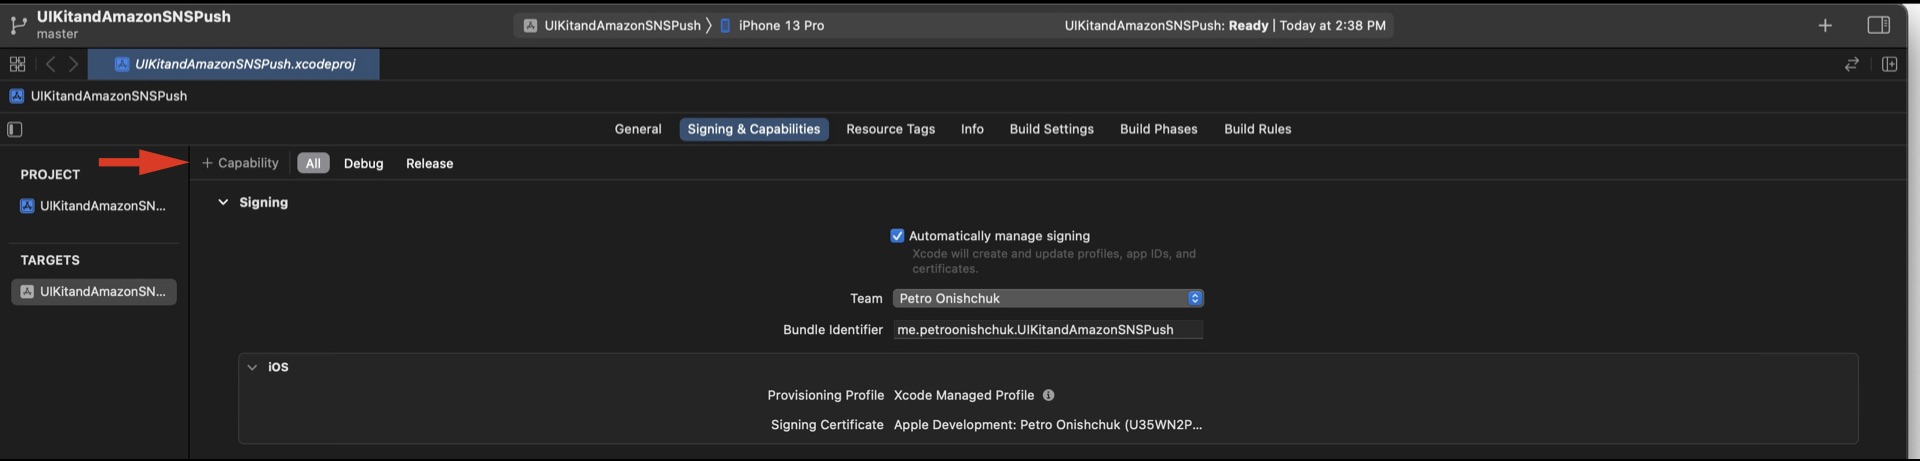 UIKitandAmazonSNSPush
master
UIKitandAmazonSNSPush 〉 iPhone 13 Pro
UIKitandAmazonSNSPush: Ready | Today at 2:38 PM
UIKitandAmazonSNSPush.xcodeproj
UIKitandAmazonSNSPush
General Signing & Capabilities Resource Tags Info Build Settings Build Phases Build Rules
+ Capability All Debug Release
PROJECT
UIKitandAmazonSN...
TARGETS
UIKitandAmazonSN...
Signing
Automatically manage signing
Xcode will create and update profiles, app IDs, and
certificates.
Team Petro Onishchuk
Bundle Identifier me.petroonishchuk.UIKitandAmazonSNSPush
iOS
Provisioning Profile Xcode Managed Profile
Signing Certificate Apple Development: Petro Onishchuk (U35WN2P...